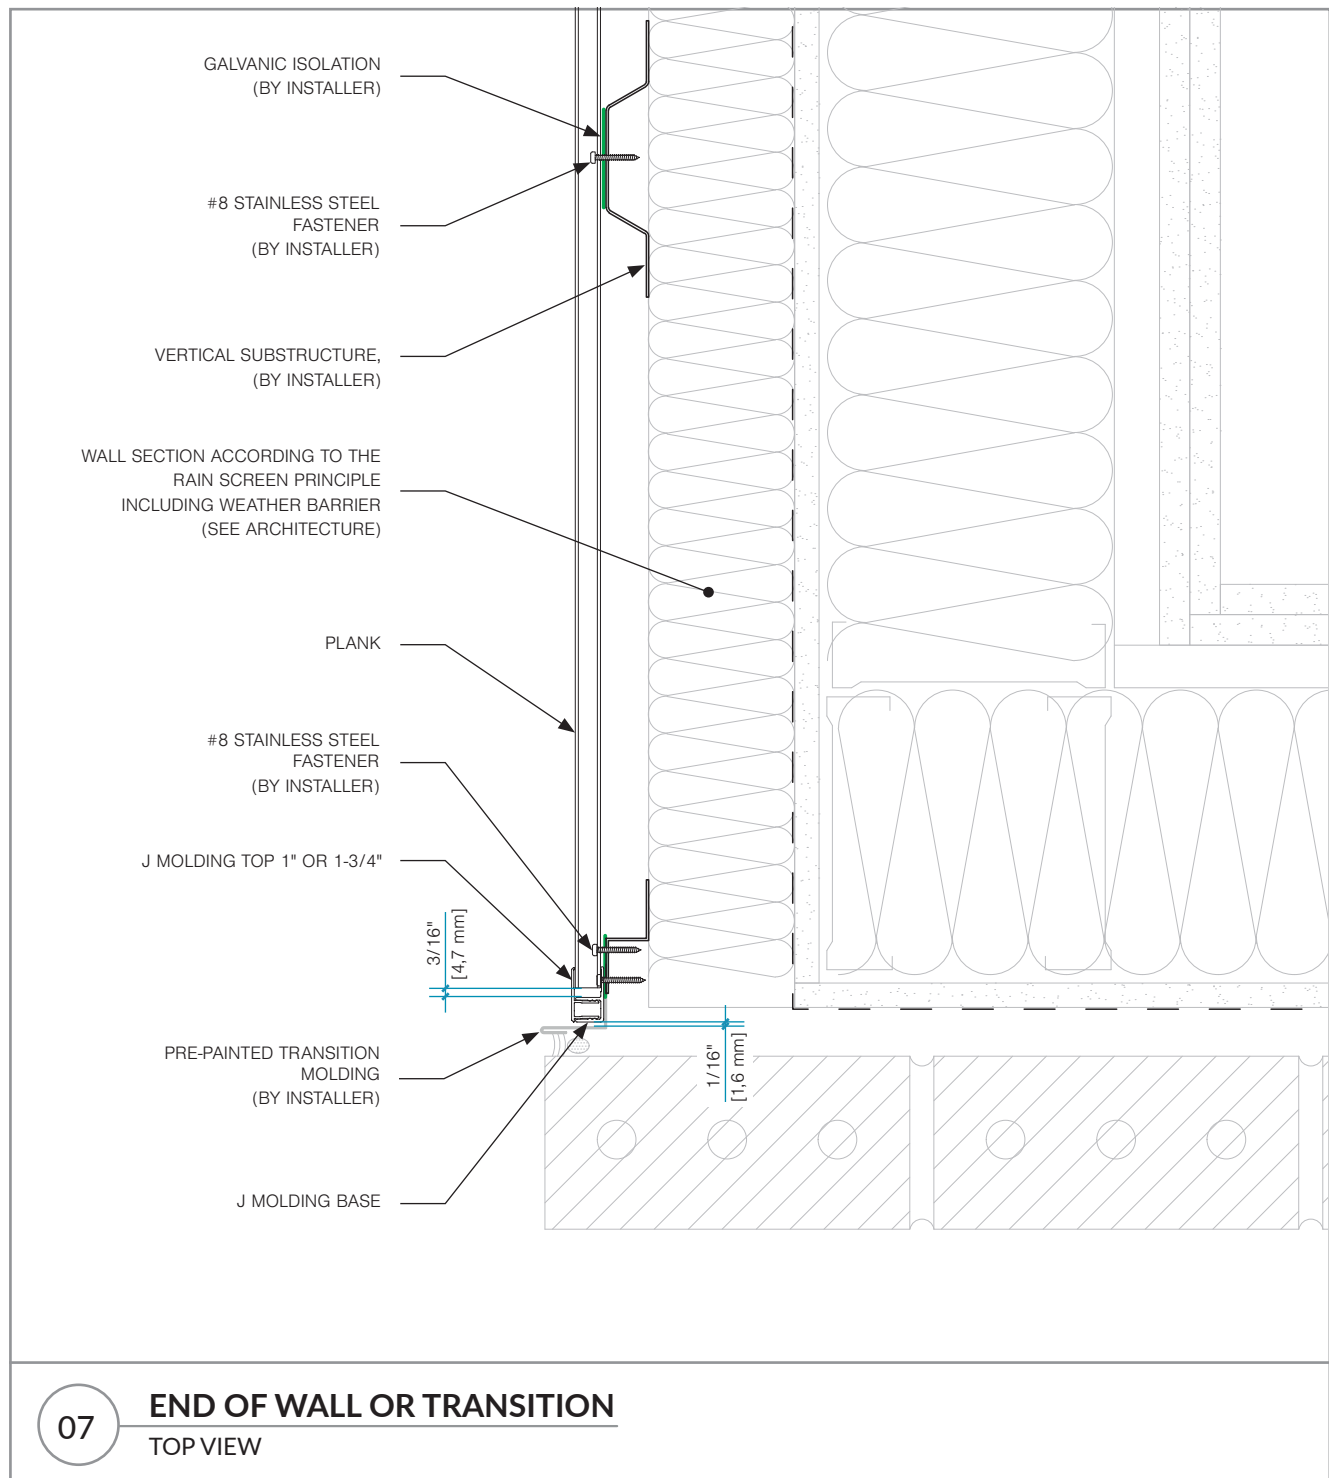 GALVANIC ISOLATION
(BY INSTALLER)
#8 STAINLESS STEEL
FASTENER
(BY INSTALLER)
VERTICAL SUBSTRUCTURE,
(BY INSTALLER)
WALL SECTION ACCORDING TO THE
RAIN SCREEN PRINCIPLE
INCLUDING WEATHER BARRIER
(SEE ARCHITECTURE)
PLANK
#8 STAINLESS STEEL
FASTENER
(BY INSTALLER)
J MOLDING TOP 1" OR 1-3/4"
3/16"
[4,7 mm]
PRE-PAINTED TRANSITION
MOLDING
(BY INSTALLER)
1/16"
[1,6 mm]
J MOLDING BASE
07
END OF WALL OR TRANSITION
TOP VIEW